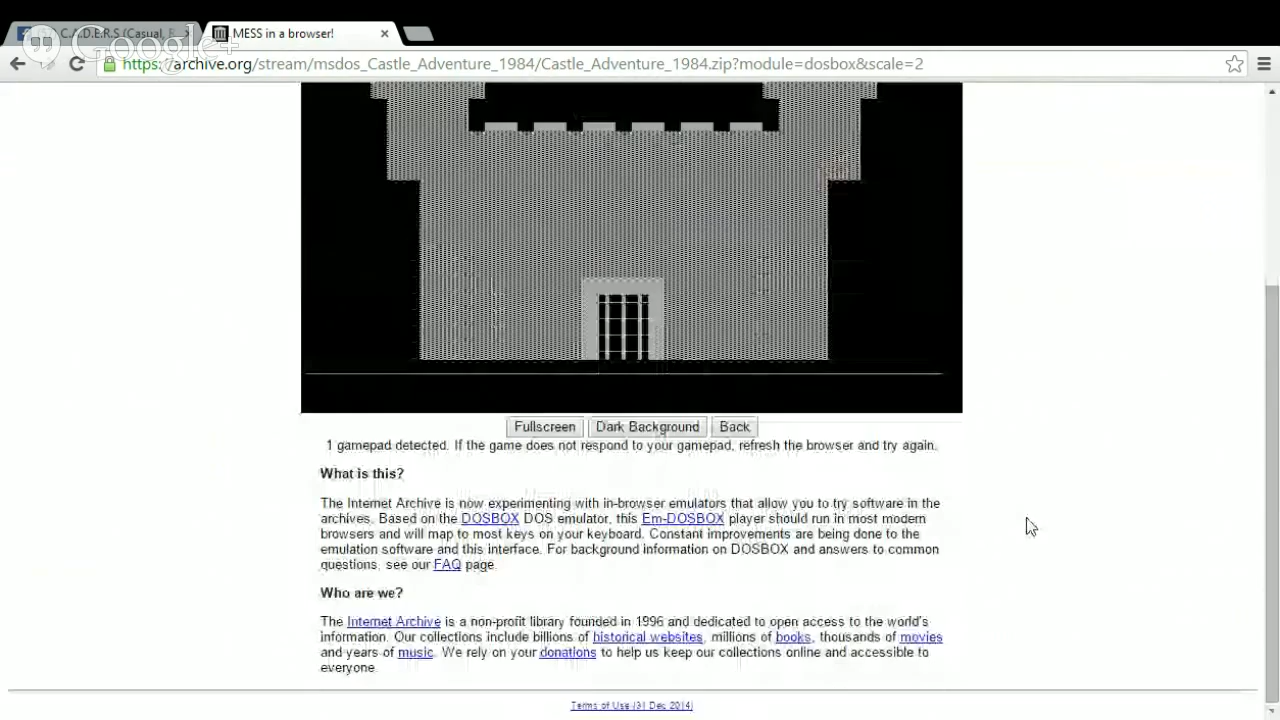 C.A.D.E.R.S (Casual,
MESS in a browser!
Google+
https://archive.org/stream/msdos_Castle_Adventure_1984/Castle_Adventure_1984.zip?module=dosbox&scale=2
Fullscreen
Dark Background
Back
1 gamepad detected. If the game does not respond to your gamepad, refresh the browser and try again.
What is this?
The Internet Archive is now experimenting with in-browser emulators that allow you to try software in the
archives. Based on the DOSBOX DOS emulator, this Em-DOSBOX player should run in most modern
browsers and will map to most keys on your keyboard. Constant improvements are being done to the
emulation software and this interface. For background information on DOSBOX and answers to common
questions, see our FAQ page.
Who are we?
The Internet Archive is a non-profit library founded in 1996 and dedicated to open access to the world's
information. Our collections include billions of historical websites, millions of books, thousands of movies
and years of music. We rely on your donations to help us keep our collections online and accessible to
everyone.
Terms of Use (31 Dec 2014)